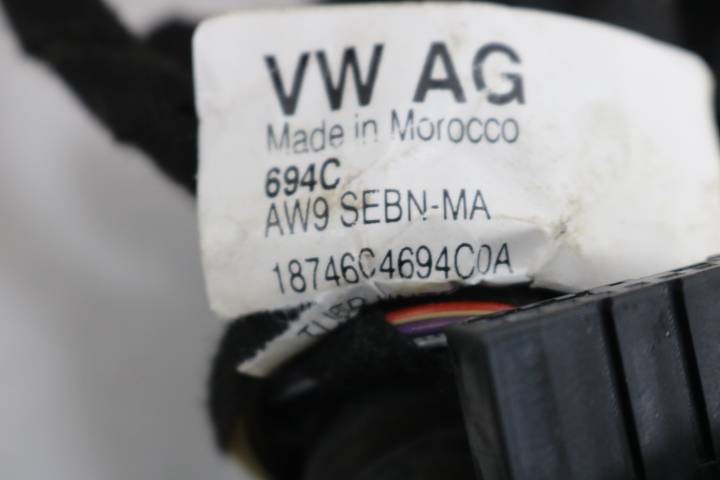 VW AG
Made in Morocco
694C
AW9 SEBN-MA
18746C4694C0A